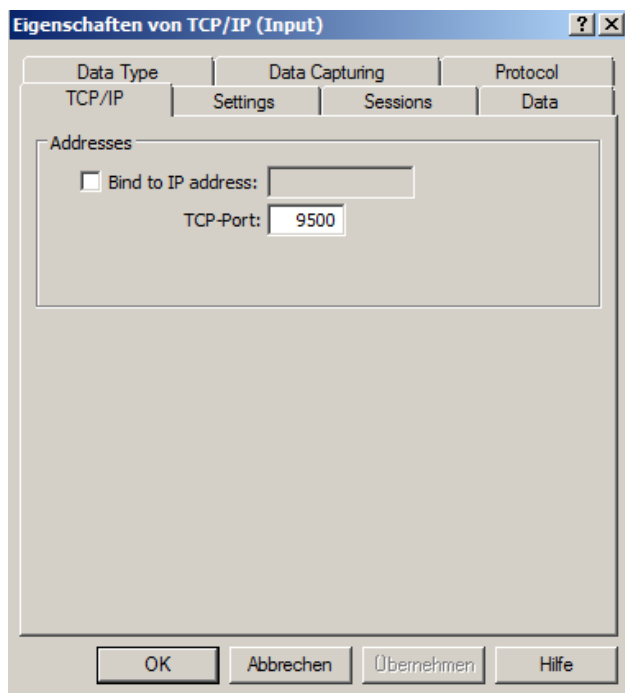 Eigenschaften von TCP/IP (Input)
Data Type Data Capturing Protocol
TCP/IP Settings Sessions Data
Addresses
Bind to IP address:
TCP-Port: 9500
OK Abbrechen Übernehmen Hilfe